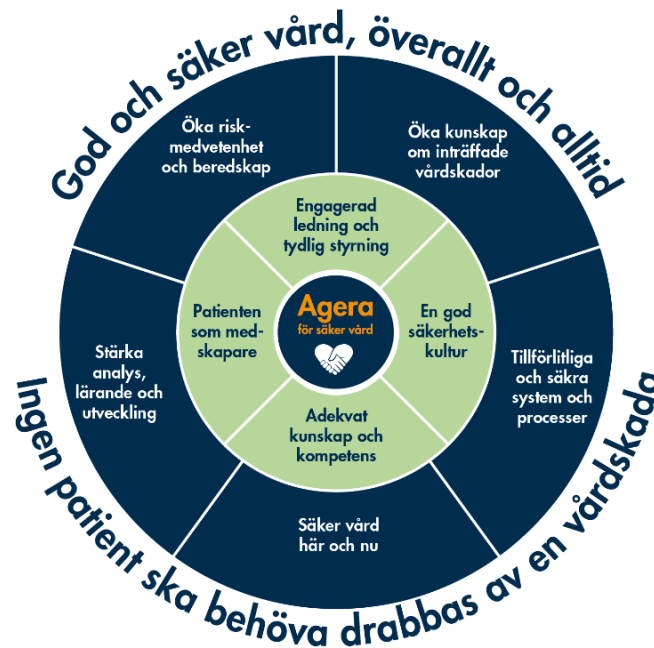 God och säker vård, överallt och alltid
Öka risk-
medvetenhet
och beredskap
Öka kunskap
om inträffade
vårdskador
Engagerad
ledning och
tydlig styrning
Patienten
som med-
skapare
Agera
för säker vård
En god
säkerhets-
kultur
Stärka
analys,
lärande och
utveckling
Tillförlitliga
och säkra
system och
processer
Adekvat
kunskap och
kompetens
Säker vård
här och nu
Ingen patient ska behöva drabbas av en vårdskada